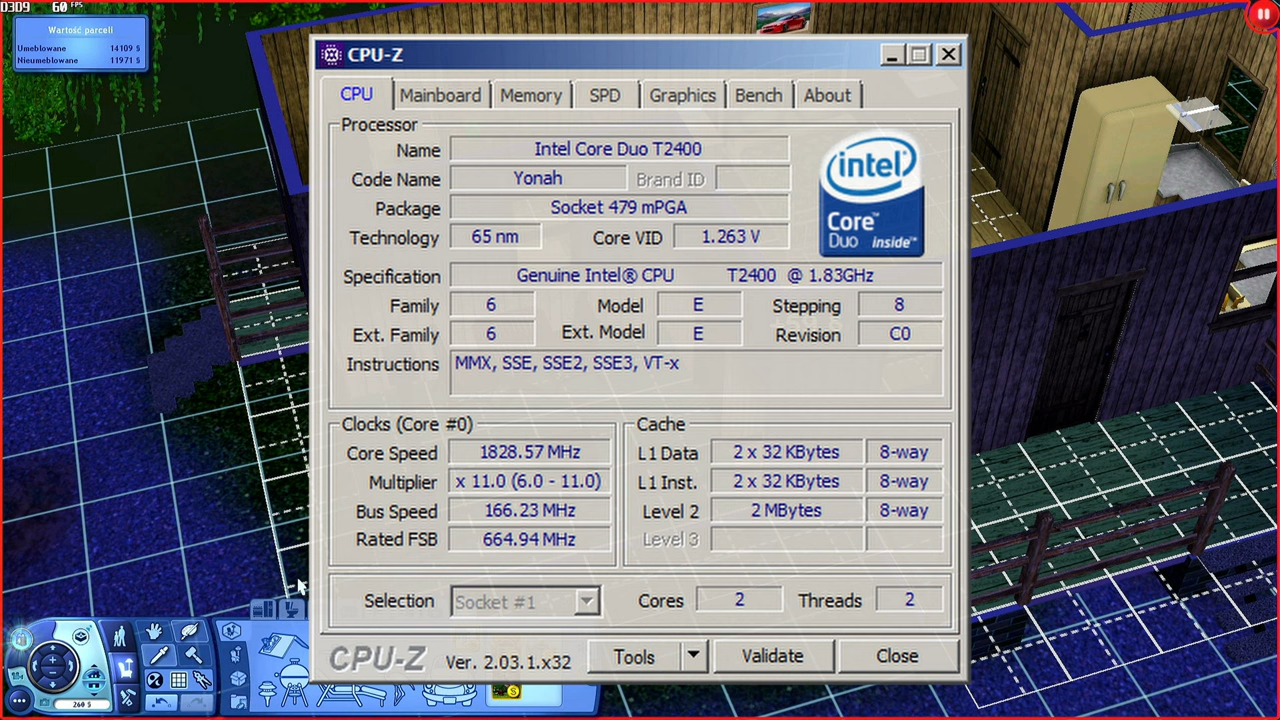 D3D9 60 FPS
Wartość parceli
Umeblowane 14109 $
Nieumeblowane 11971 $
CPU-Z
CPU Mainboard Memory SPD Graphics Bench About
Processor
Name Intel Core Duo T2400
Code Name Yonah Brand ID
Package Socket 479 mPGA
Technology 65 nm Core VID 1.263 V
intel
Core™
Duo inside™
Specification Genuine Intel® CPU T2400 @ 1.83GHz
Family 6 Model E Stepping 8
Ext. Family 6 Ext. Model E Revision C0
Instructions MMX, SSE, SSE2, SSE3, VT-x
Clocks (Core #0)
Core Speed 1828.57 MHz
Multiplier x 11.0 (6.0 - 11.0)
Bus Speed 166.23 MHz
Rated FSB 664.94 MHz
Cache
L1 Data 2 x 32 KBytes 8-way
L1 Inst. 2 x 32 KBytes 8-way
Level 2 2 MBytes 8-way
Level 3
Selection Socket #1 Cores 2 Threads 2
CPU-Z Ver. 2.03.1.x32 Tools Validate Close
260 $